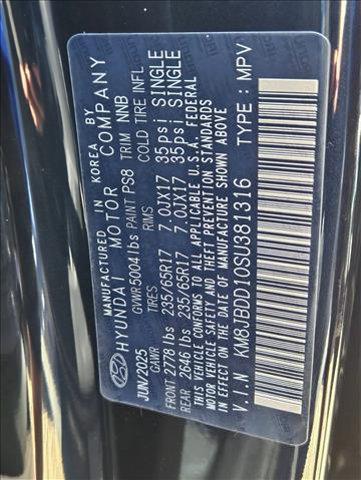 MANUFACTURED IN KOREA BY
HYUNDAI MOTOR COMPANY
JUN/2025 GVWR 5004 lbs PAINT PS8 TRIM NNB
GAWR TIRES RIMS COLD TIRE INFL.
FRONT 2778 lbs 235/65R17 7.0JX17 35psi SINGLE
REAR 2646 lbs 235/65R17 7.0JX17 35psi SINGLE
THIS VEHICLE CONFORMS TO ALL APPLICABLE U.S.A. FEDERAL
MOTOR VEHICLE SAFETY AND THEFT PREVENTION STANDARDS
IN EFFECT ON THE DATE OF MANUFACTURE SHOWN ABOVE
V.I.N KM8JBDD10SU381316 TYPE : MPV